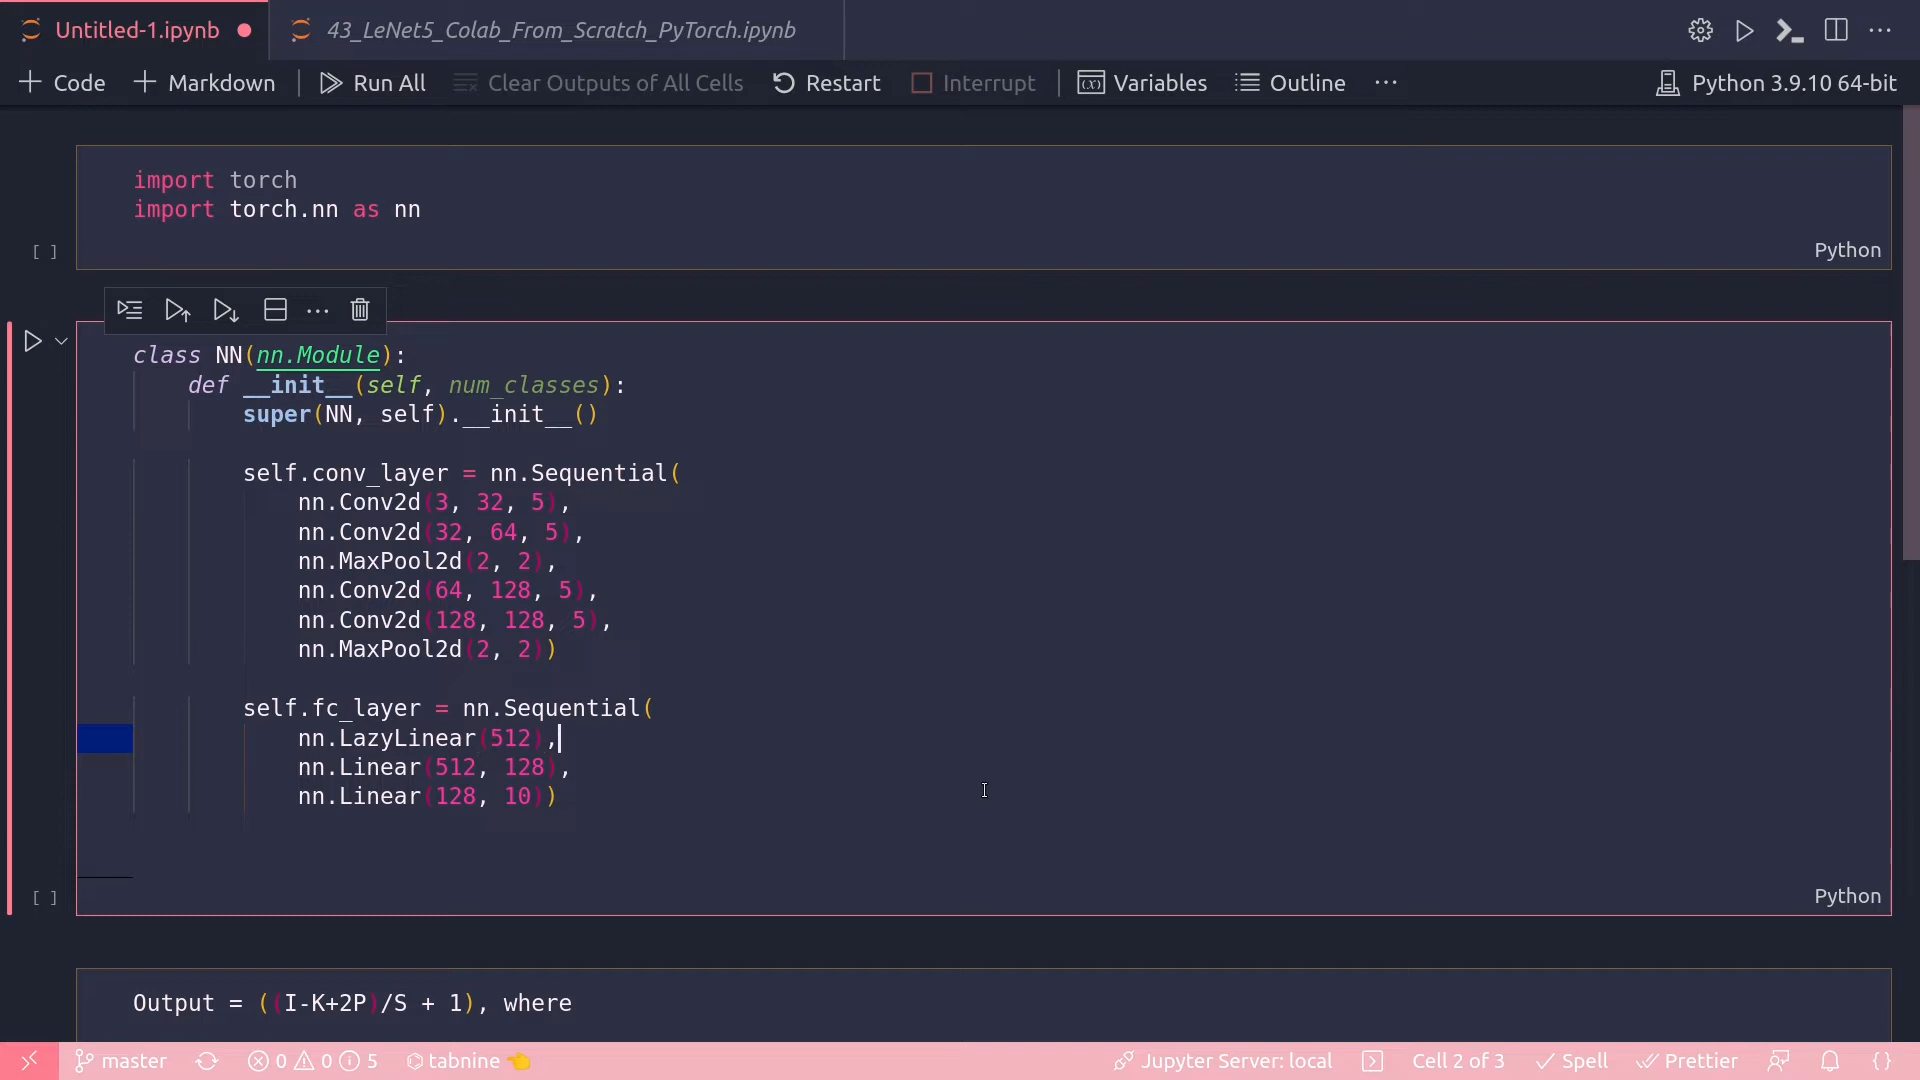 Untitled-1.ipynb 43_LeNet5_Colab_From_Scratch_PyTorch.ipynb
Code Markdown Run All Clear Outputs of All Cells Restart Interrupt Variables Outline ... Python 3.9.10 64-bit
import torch
import torch.nn as nn
[ ]
Python
class NN(nn.Module):
def __init__(self, num_classes):
super(NN, self).__init__()
self.conv_layer = nn.Sequential(
nn.Conv2d(3, 32, 5),
nn.Conv2d(32, 64, 5),
nn.MaxPool2d(2, 2),
nn.Conv2d(64, 128, 5),
nn.Conv2d(128, 128, 5),
nn.MaxPool2d(2, 2))
self.fc_layer = nn.Sequential(
nn.LazyLinear(512),
nn.Linear(512, 128),
nn.Linear(128, 10))
[ ]
Python
Output = ((I-K+2P)/S + 1), where
master 0 0 5 tabnine Jupyter Server: local Cell 2 of 3 Spell Prettier